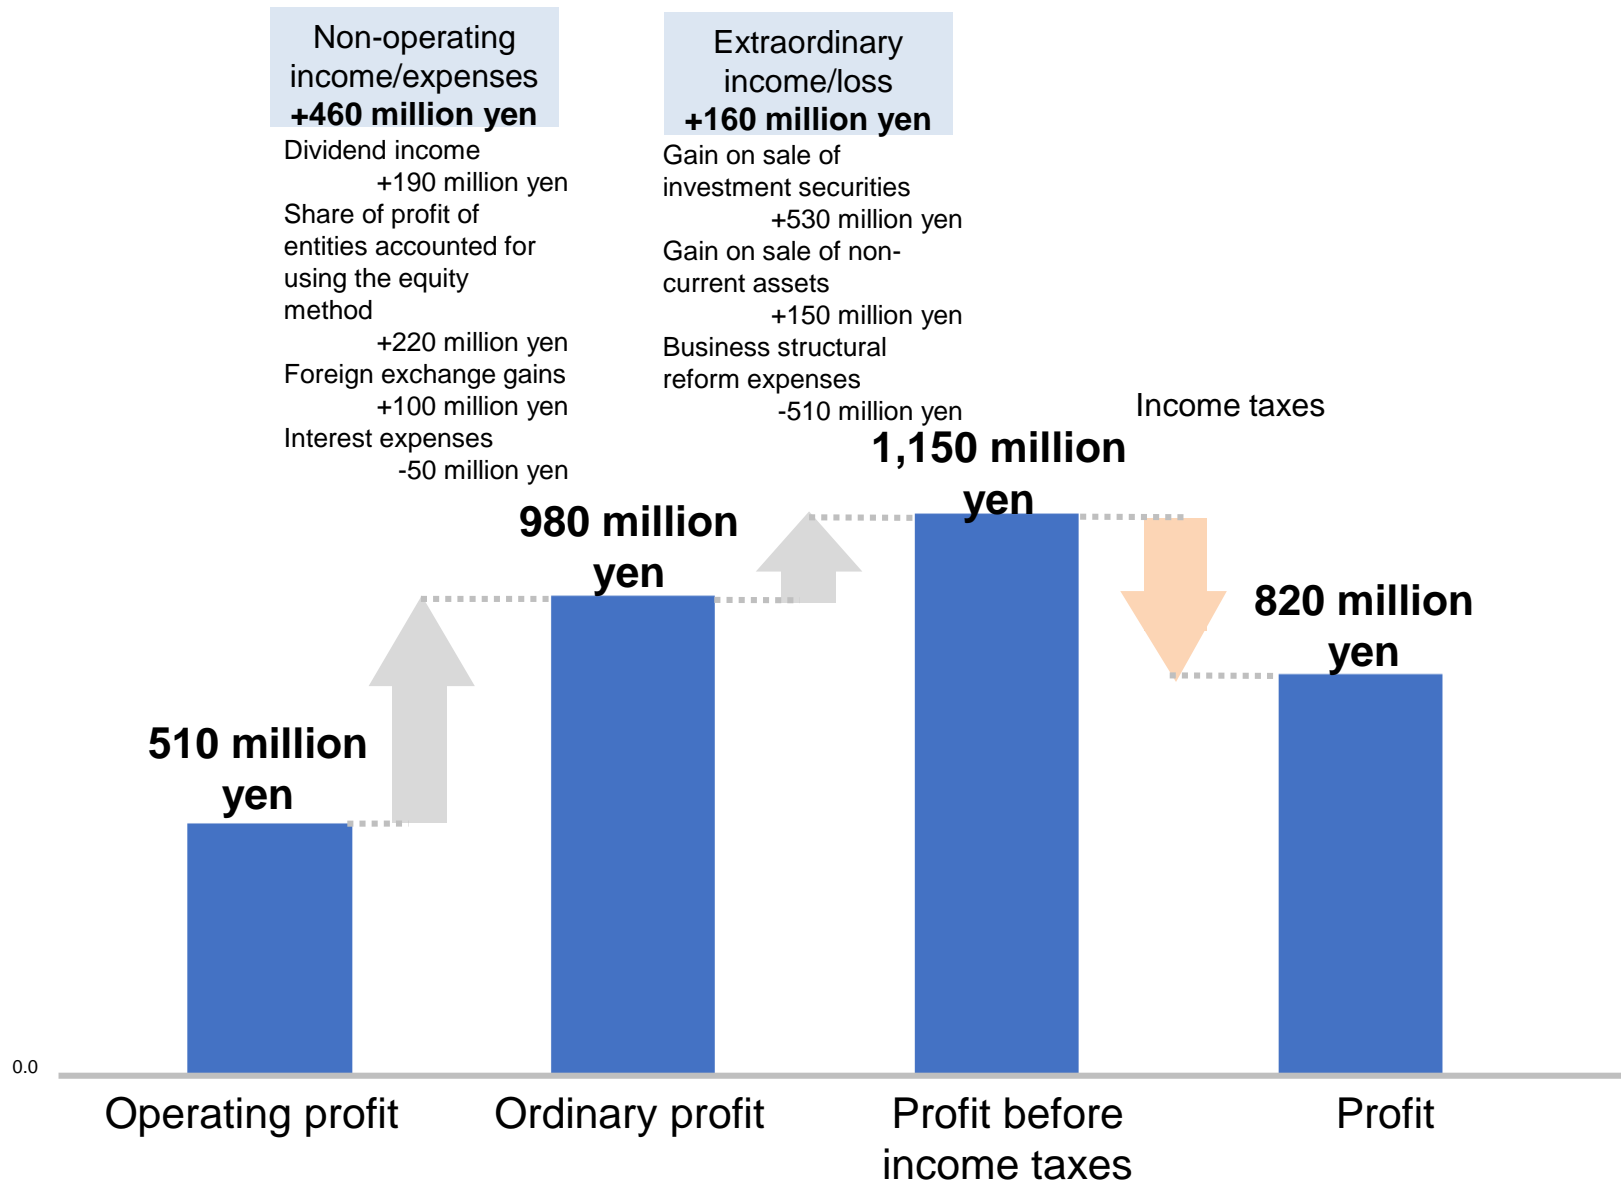 Non-operating
income/expenses
+460 million yen
Dividend income
+190 million yen
Share of profit of
entities accounted for
using the equity
method
+220 million yen
Foreign exchange gains
+100 million yen
Interest expenses
-50 million yen
Extraordinary
income/loss
+160 million yen
Gain on sale of
investment securities
+530 million yen
Gain on sale of non-
current assets
+150 million yen
Business structural
reform expenses
-510 million yen
Income taxes
510 million
yen
980 million
yen
1,150 million
yen
820 million
yen
0.0
Operating profit
Ordinary profit
Profit before
income taxes
Profit